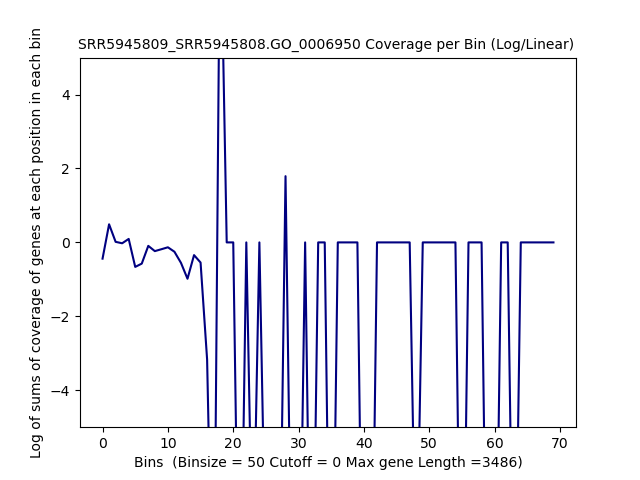 SRR5945809_SRR5945808.GO_0006950 Coverage per Bin (Log/Linear)
Log of sums of coverage of genes at each position in each bin
4
2
0
−2
−4
0 10 20 30 40 50 60 70
Bins  (Binsize = 50 Cutoff = 0 Max gene Length =3486)